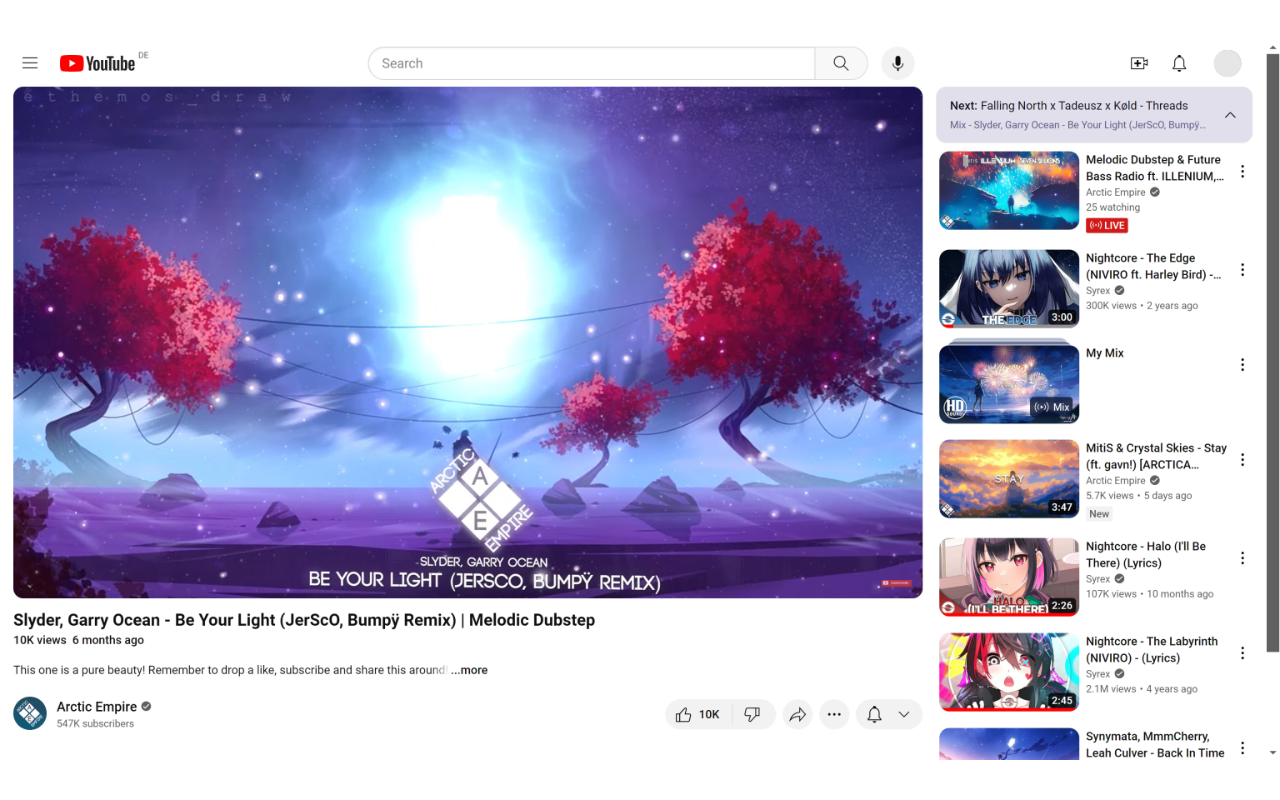 YouTube DE
Search
é t h e m o s _ d r a w
ARCTIC
A
E
EMPIRE
SLYDER, GARRY OCEAN
BE YOUR LIGHT (JERSCO, BUMPŸ REMIX)
Slyder, Garry Ocean - Be Your Light (JerScO, Bumpÿ Remix) | Melodic Dubstep
10K views 6 months ago
This one is a pure beauty! Remember to drop a like, subscribe and share this around! ...more
Arctic Empire
547K subscribers
10K
Next: Falling North x Tadeusz x Køld - Threads
Mix - Slyder, Garry Ocean - Be Your Light (JerScO, Bumpÿ...
Melodic Dubstep & Future
Bass Radio ft. ILLENIUM,...
Arctic Empire
25 watching
LIVE
THE EDGE
3:00
Nightcore - The Edge
(NIVIRO ft. Harley Bird) -...
Syrex
300K views • 2 years ago
HD
SOUND
Mix
My Mix
STAY
3:47
MitiS & Crystal Skies - Stay
(ft. gavn!) [ARCTICA...
Arctic Empire
5.7K views • 5 days ago
New
HALO
(I'LL BE THERE)
2:26
Nightcore - Halo (I'll Be
There) (Lyrics)
Syrex
107K views • 10 months ago
2:45
Nightcore - The Labyrinth
(NIVIRO) - (Lyrics)
Syrex
2.1M views • 4 years ago
Synymata, MmmCherry,
Leah Culver - Back In Time